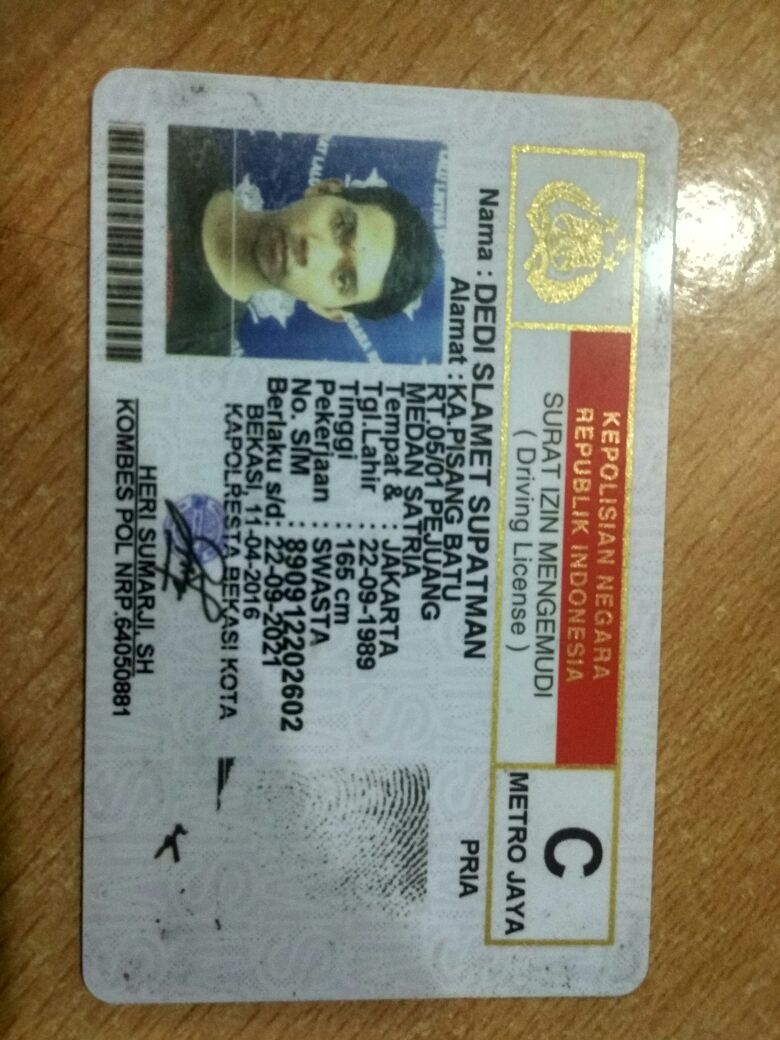 KEPOLISIAN NEGARA
REPUBLIK INDONESIA
SURAT IZIN MENGEMUDI
( Driving License )
C
METRO JAYA
PRIA
Nama : DEDI SLAMET SUPATMAN
Alamat : KA.PISANG BATU
RT.05/01 PEJUANG
MEDAN SATRIA
Tempat & : JAKARTA
Tgl.Lahir : 22-09-1989
Tinggi : 165 cm
Pekerjaan : SWASTA
No. SIM : 890912202602
Berlaku s/d: 22-09-2021
BEKASI, 11-04-2016
KAPOLRESTA BEKASI KOTA
HERI SUMARJI, SH
KOMBES POL NRP.64050881